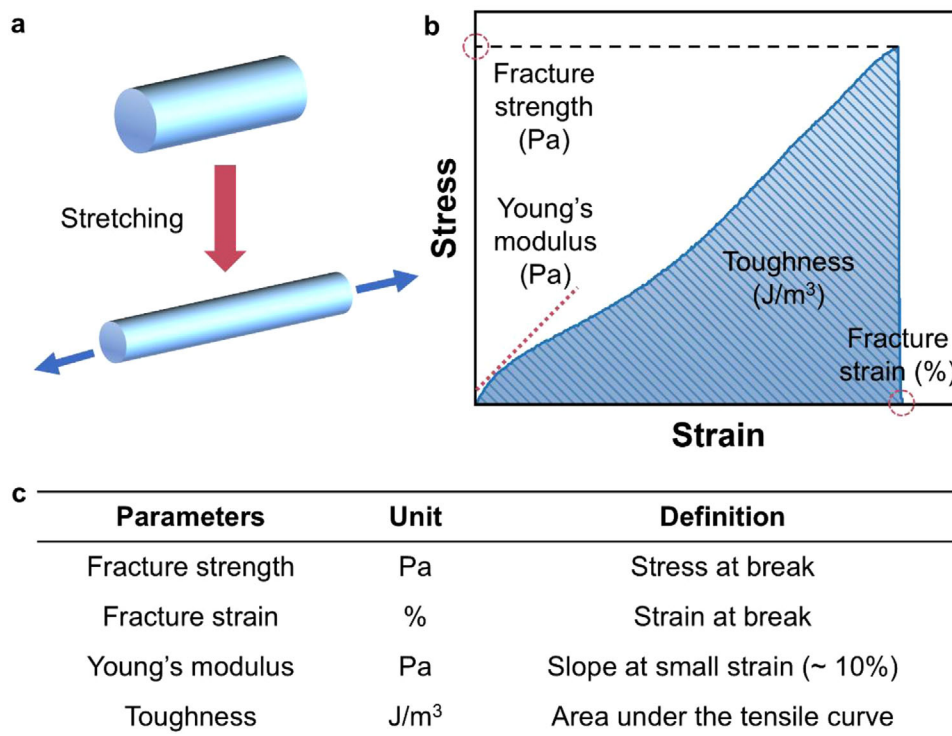 a
Stretching
b
Fracture
strength
(Pa)
Young's
modulus
(Pa)
Toughness
(J/m³)
Fracture
strain (%)
Stress
Strain
c
Parameters Unit Definition
Fracture strength Pa Stress at break
Fracture strain % Strain at break
Young's modulus Pa Slope at small strain (~ 10%)
Toughness J/m³ Area under the tensile curve